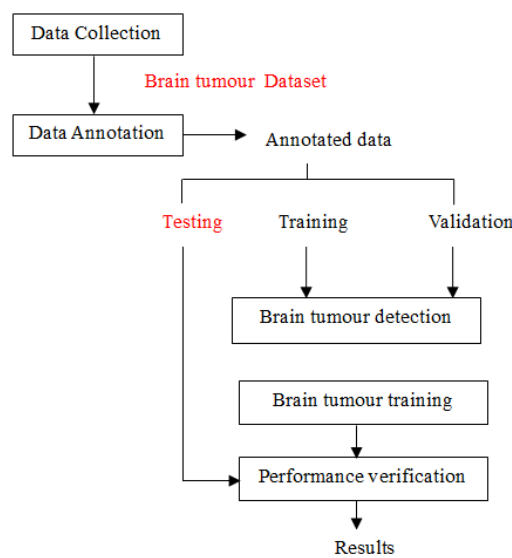 Data Collection
Brain tumour Dataset
Data Annotation
Annotated data
Testing Training Validation
Brain tumour detection
Brain tumour training
Performance verification
Results